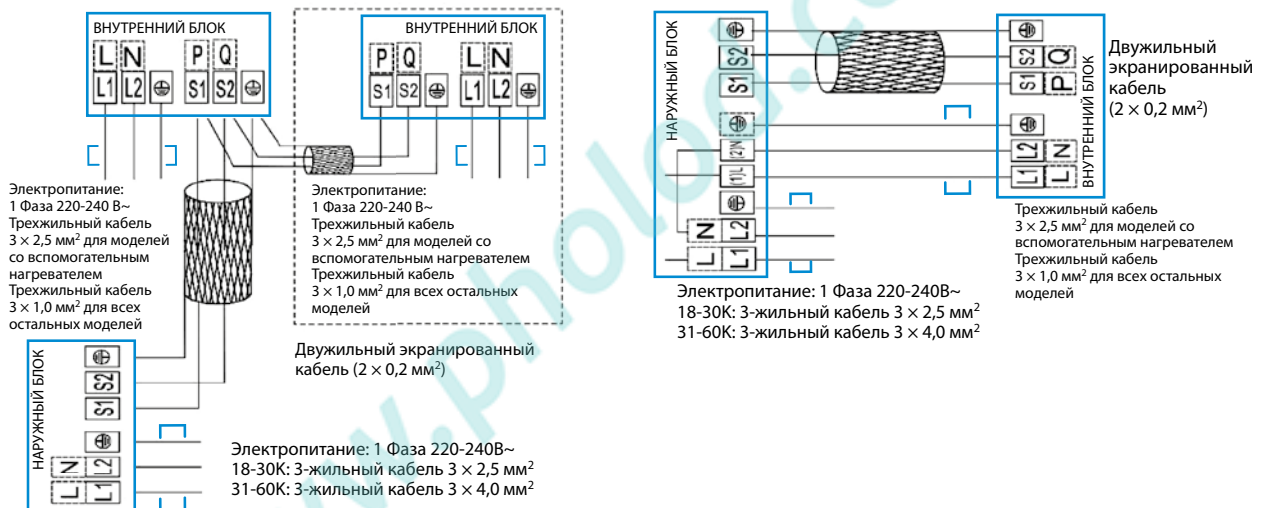 ВНУТРЕННИЙ БЛОК
L N P Q
L1 L2 S1 S2
ВНУТРЕННИЙ БЛОК
P Q L N
S1 S2 L1 L2
Электропитание:
1 Фаза 220-240 В~
Трехжильный кабель
3 × 2,5 мм² для моделей
со вспомогательным
нагревателем
Трехжильный кабель
3 × 1,0 мм² для всех
остальных моделей
Электропитание:
1 Фаза 220-240 В~
Трехжильный кабель
3 × 2,5 мм² для моделей со
вспомогательным нагревателем
Трехжильный кабель
3 × 1,0 мм² для всех остальных
моделей
Двужильный экранированный
кабель (2 × 0,2 мм²)
НАРУЖНЫЙ БЛОК
S2
S1
N L2
L L1
Электропитание: 1 Фаза 220-240В~
18-30K: 3-жильный кабель 3 × 2,5 мм²
31-60K: 3-жильный кабель 3 × 4,0 мм²
НАРУЖНЫЙ БЛОК
S2
S1
(2)N
(1)L
N L2
L L1
ВНУТРЕННИЙ БЛОК
S2 Q
S1 P
L2 N
L1 L
Двужильный
экранированный
кабель
(2 × 0,2 мм²)
Трехжильный кабель
3 × 2,5 мм² для моделей со
вспомогательным нагревателем
Трехжильный кабель
3 × 1,0 мм² для всех остальных
моделей
Электропитание: 1 Фаза 220-240В~
18-30K: 3-жильный кабель 3 × 2,5 мм²
31-60K: 3-жильный кабель 3 × 4,0 мм²
w.pholod.c